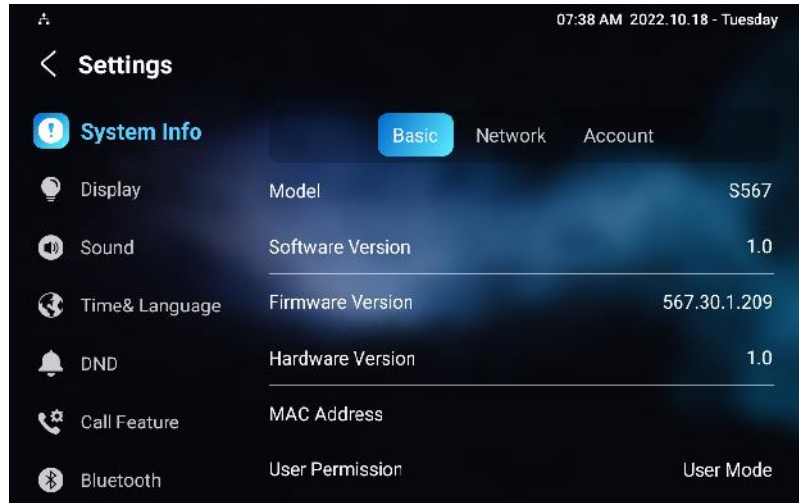 07:38 AM 2022.10.18 - Tuesday
Settings
System Info
Basic Network Account
Display
Model S567
Sound
Software Version 1.0
Time& Language
Firmware Version 567.30.1.209
DND
Hardware Version 1.0
Call Feature
MAC Address
Bluetooth
User Permission User Mode